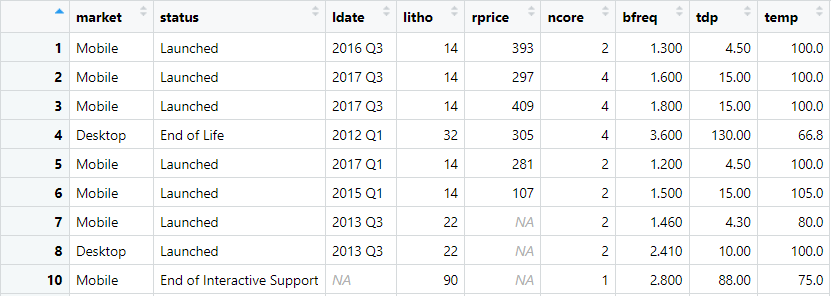 market status ldate litho rprice ncore bfreq tdp temp
1 Mobile Launched 2016 Q3 14 393 2 1.300 4.50 100.0
2 Mobile Launched 2017 Q3 14 297 4 1.600 15.00 100.0
3 Mobile Launched 2017 Q3 14 409 4 1.800 15.00 100.0
4 Desktop End of Life 2012 Q1 32 305 4 3.600 130.00 66.8
5 Mobile Launched 2017 Q1 14 281 2 1.200 4.50 100.0
6 Mobile Launched 2015 Q1 14 107 2 1.500 15.00 105.0
7 Mobile Launched 2013 Q3 22 NA 2 1.460 4.30 80.0
8 Desktop Launched 2013 Q3 22 NA 2 2.410 10.00 100.0
10 Mobile End of Interactive Support NA 90 NA 1 2.800 88.00 75.0